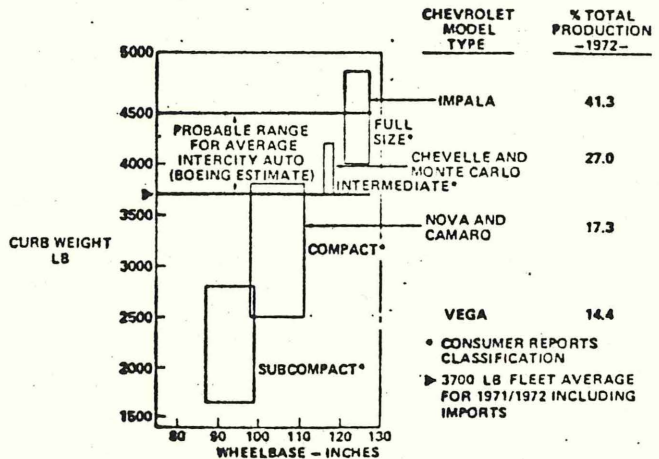 CHEVROLET
MODEL
TYPE
% TOTAL
PRODUCTION
–1972–
5000
4500
4000
3500
3000
2500
2000
1500
CURB WEIGHT
LB
PROBABLE RANGE
FOR AVERAGE
INTERCITY AUTO
(BOEING ESTIMATE)
FULL
SIZE*
INTERMEDIATE*
COMPACT*
SUBCOMPACT*
IMPALA 41.3
CHEVELLE AND
MONTE CARLO
27.0
NOVA AND
CAMARO
17.3
VEGA 14.4
* CONSUMER REPORTS
CLASSIFICATION
▶ 3700 LB FLEET AVERAGE
FOR 1971/1972 INCLUDING
IMPORTS
80 90 100 110 120 130
WHEELBASE – INCHES